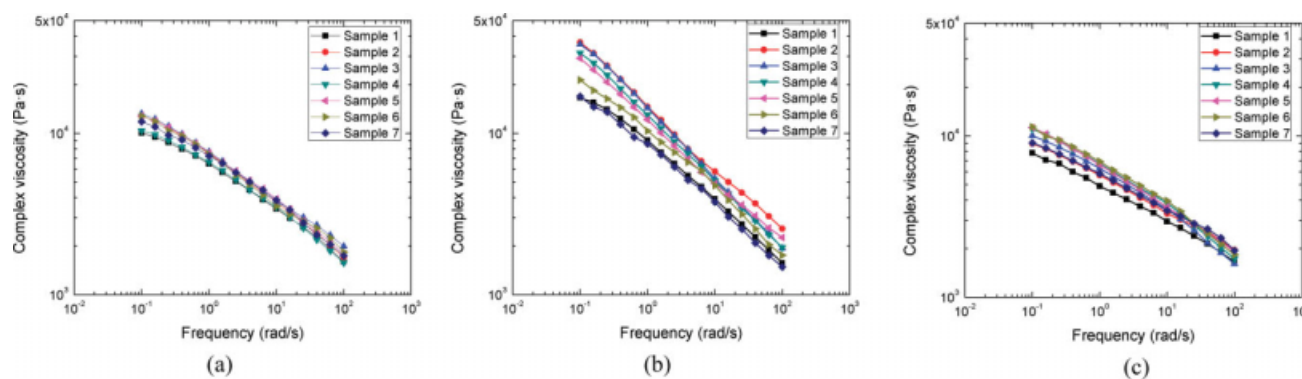 5x10⁴
10⁴
10³
Complex viscosity (Pa·s)
10⁻² 10⁻¹ 10⁰ 10¹ 10² 10³
Frequency (rad/s)
Sample 1
Sample 2
Sample 3
Sample 4
Sample 5
Sample 6
Sample 7
(a)
5x10⁴
10⁴
10³
Complex viscosity (Pa·s)
10⁻² 10⁻¹ 10⁰ 10¹ 10² 10³
Frequency (rad/s)
Sample 1
Sample 2
Sample 3
Sample 4
Sample 5
Sample 6
Sample 7
(b)
5x10⁴
10⁴
10³
Complex viscosity (Pa·s)
10⁻² 10⁻¹ 10⁰ 10¹ 10² 10
Frequency (rad/s)
Sample 1
Sample 2
Sample 3
Sample 4
Sample 5
Sample 6
Sample 7
(c)